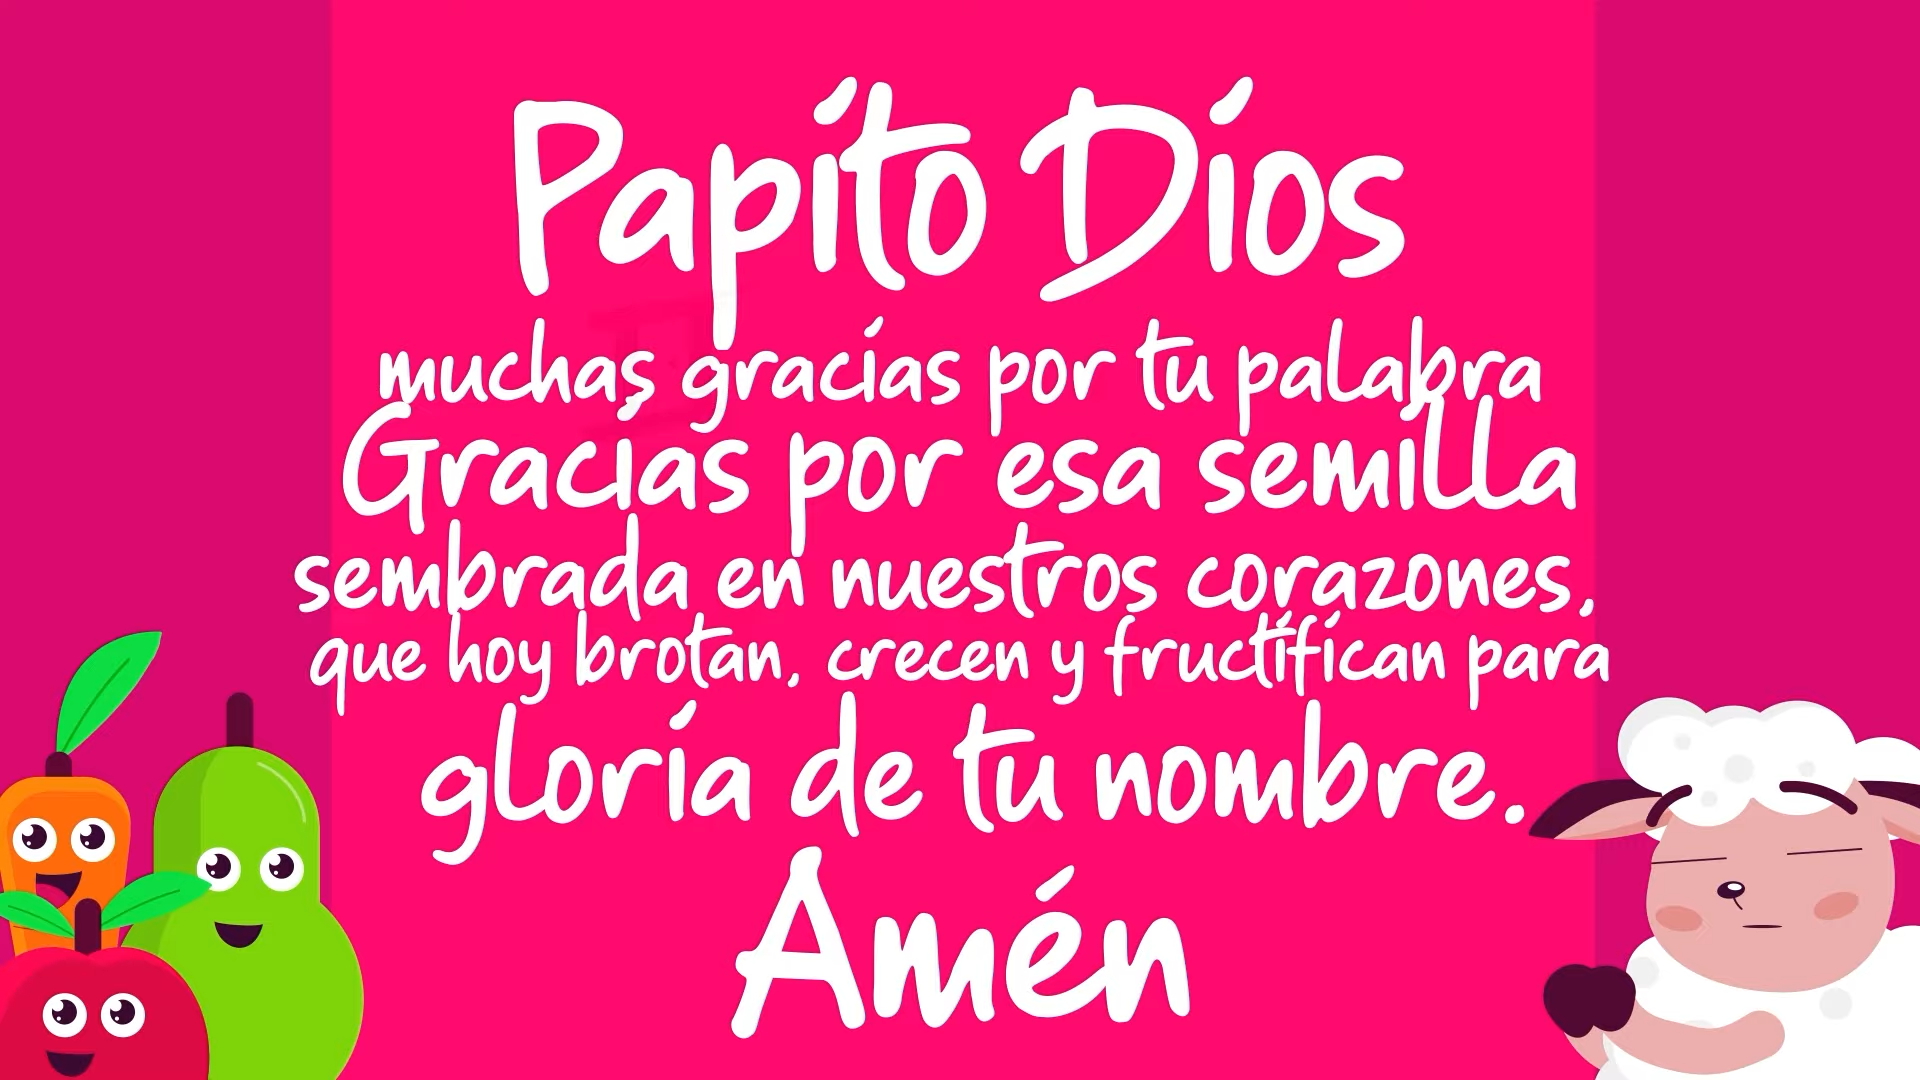 Papito Dios
muchas gracias por tu palabra
Gracias por esa semilla
sembrada en nuestros corazones,
que hoy brotan, crecen y fructifican para
gloria de tu nombre.
Amén